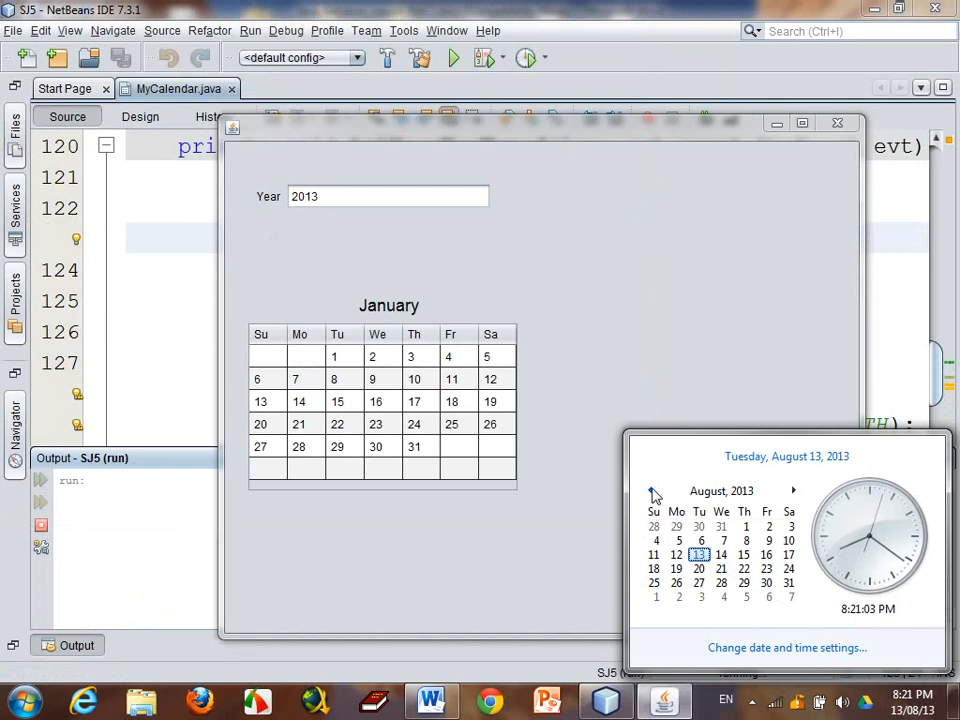 SJ5 - NetBeans IDE 7.3.1
File Edit View Navigate Source Refactor Run Debug Profile Team Tools Window Help
Search (Ctrl+I)
<default config>
Start Page
MyCalendar.java
Source Design
Files
Services
Projects
Navigator
120 pri evt)
121
122
124
125
126
127
Year 2013
January
Su Mo Tu We Th Fr Sa
1 2 3 4 5
6 7 8 9 10 11 12
13 14 15 16 17 18 19
20 21 22 23 24 25 26
27 28 29 30 31
TH);
Output - SJ5 (run)
run:
Tuesday, August 13, 2013
August, 2013
Su Mo Tu We Th Fr Sa
28 29 30 31 1 2 3
4 5 6 7 8 9 10
11 12 13 14 15 16 17
18 19 20 21 22 23 24
25 26 27 28 29 30 31
1 2 3 4 5 6 7
8:21:03 PM
Change date and time settings...
Output
EN
8:21 PM
13/08/13